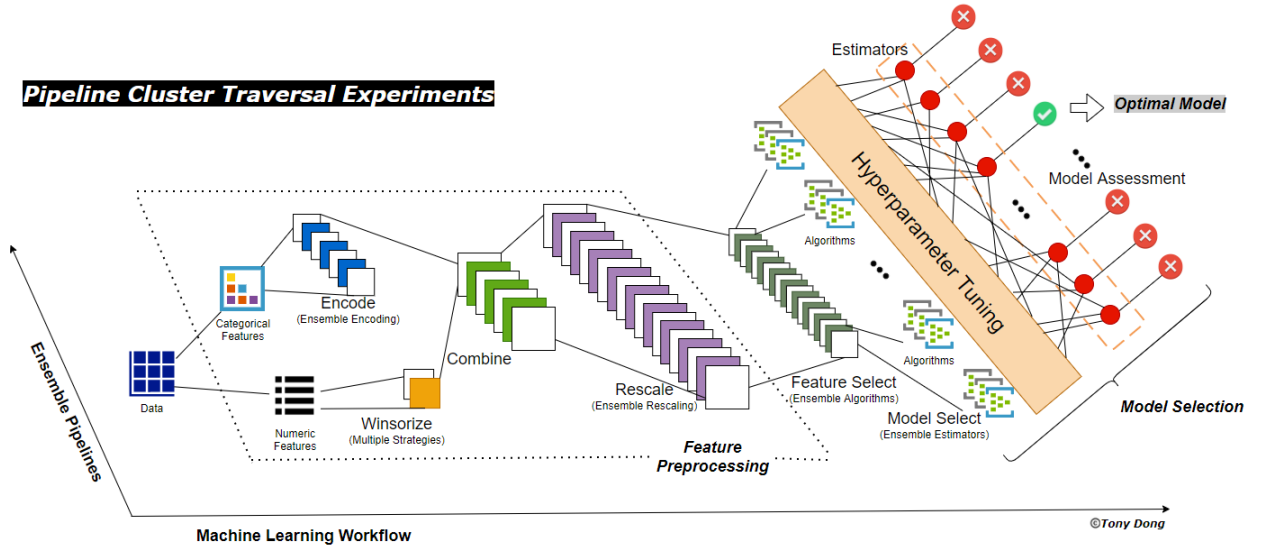 Pipeline Cluster Traversal Experiments
Estimators
Optimal Model
Model Assessment
Hyperparameter Tuning
Algorithms
Algorithms
Encode
(Ensemble Encoding)
Categorical
Features
Combine
Data
Numeric
Features
Winsorize
(Multiple Strategies)
Rescale
(Ensemble Rescaling)
Feature Select
(Ensemble Algorithms)
Model Select
(Ensemble Estimators)
Model Selection
Feature
Preprocessing
Ensemble Pipelines
Machine Learning Workflow
©Tony Dong